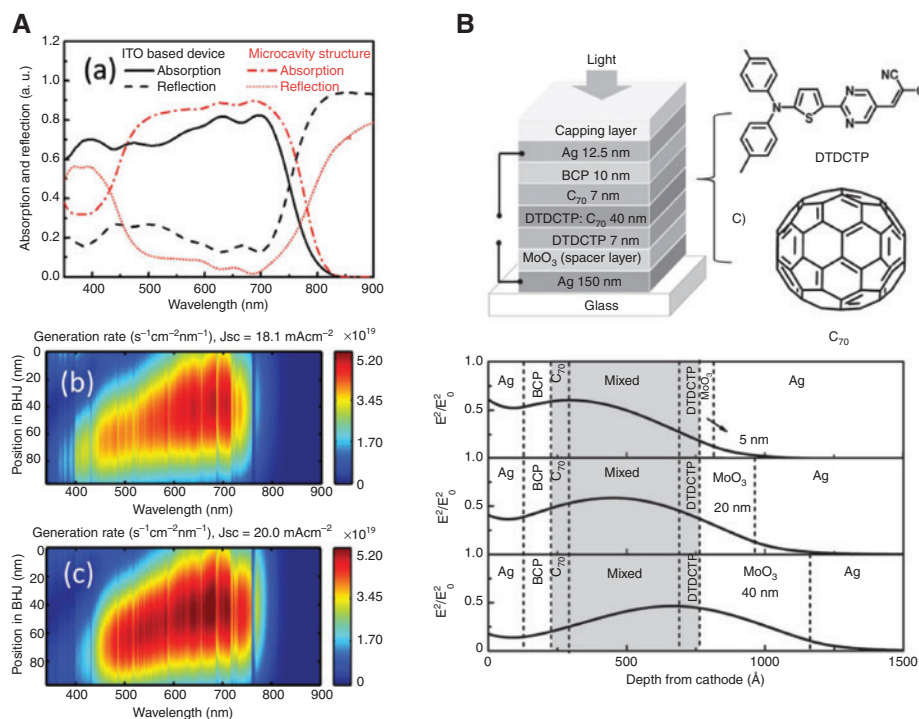 A
(a)
ITO based device
Absorption
Reflection
Microcavity structure
Absorption
Reflection
Absorption and reflection (a. u.)
1.2
1.0
0.8
0.6
0.4
0.2
0.0
400 500 600 700 800 900
Wavelength (nm)
Generation rate (s⁻¹cm⁻²nm⁻¹), Jsc = 18.1 mAcm⁻² ×10¹⁹
(b)
Position in BHJ (nm)
0
20
40
60
80
400 500 600 700 800 900
Wavelength (nm)
5.20
3.40
1.70
0
Generation rate (s⁻¹cm⁻²nm⁻¹), Jsc = 20.0 mAcm⁻² ×10¹⁹
(c)
Position in BHJ (nm)
0
20
40
60
80
400 500 600 700 800 900
Wavelength (nm)
5.20
3.40
1.70
0
B
Light
Capping layer
Ag 12.5 nm
BCP 10 nm
C₇₀ 7 nm
DTDCTP: C₇₀ 40 nm
DTDCTP 7 nm
MoO₃ (spacer layer)
Ag 150 nm
Glass
C)
N
S
N
N
CN
DTDCTP
C₇₀
E²/E²₀
1.0
0.5
1.0
Ag BCP C₇₀ Mixed DTDCTP MoO₃ Ag
5 nm
E²/E²₀
0.5
1.0
Ag BCP C₇₀ Mixed DTDCTP MoO₃ Ag
20 nm
E²/E²₀
0.5
0
Ag BCP C₇₀ Mixed DTDCTP MoO₃ Ag
40 nm
0 500 1000 1500
Depth from cathode (Å)